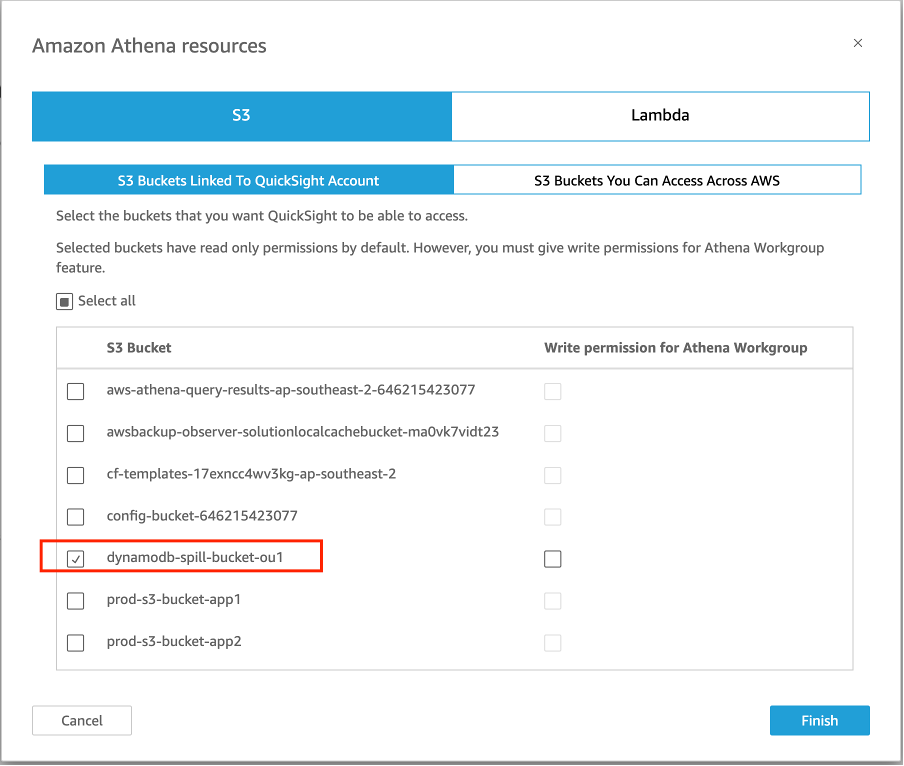 Amazon Athena resources
S3
Lambda
S3 Buckets Linked To QuickSight Account
S3 Buckets You Can Access Across AWS
Select the buckets that you want QuickSight to be able to access.
Selected buckets have read only permissions by default. However, you must give write permissions for Athena Workgroup
feature.
Select all
S3 Bucket
Write permission for Athena Workgroup
aws-athena-query-results-ap-southeast-2-646215423077
awsbackup-observer-solutionlocalcachebucket-ma0vk7vidt23
cf-templates-17exncc4wv3kg-ap-southeast-2
config-bucket-646215423077
dynamodb-spill-bucket-ou1
prod-s3-bucket-app1
prod-s3-bucket-app2
Cancel
Finish